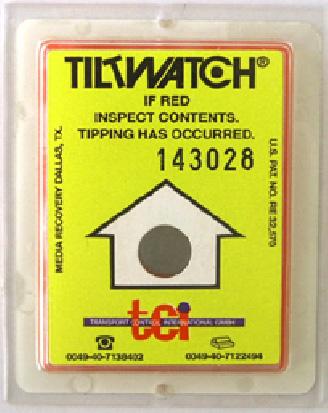 TILTWATCH®
IF RED
INSPECT CONTENTS.
TIPPING HAS OCCURRED.
143028
MEDIA RECOVERY DALLAS, TX.
U.S. PAT. NO. RE 32,570
tci
TRANSPORT CONTROL INTERNATIONAL GMBH
0049-40-7138402
0049-40-7122494